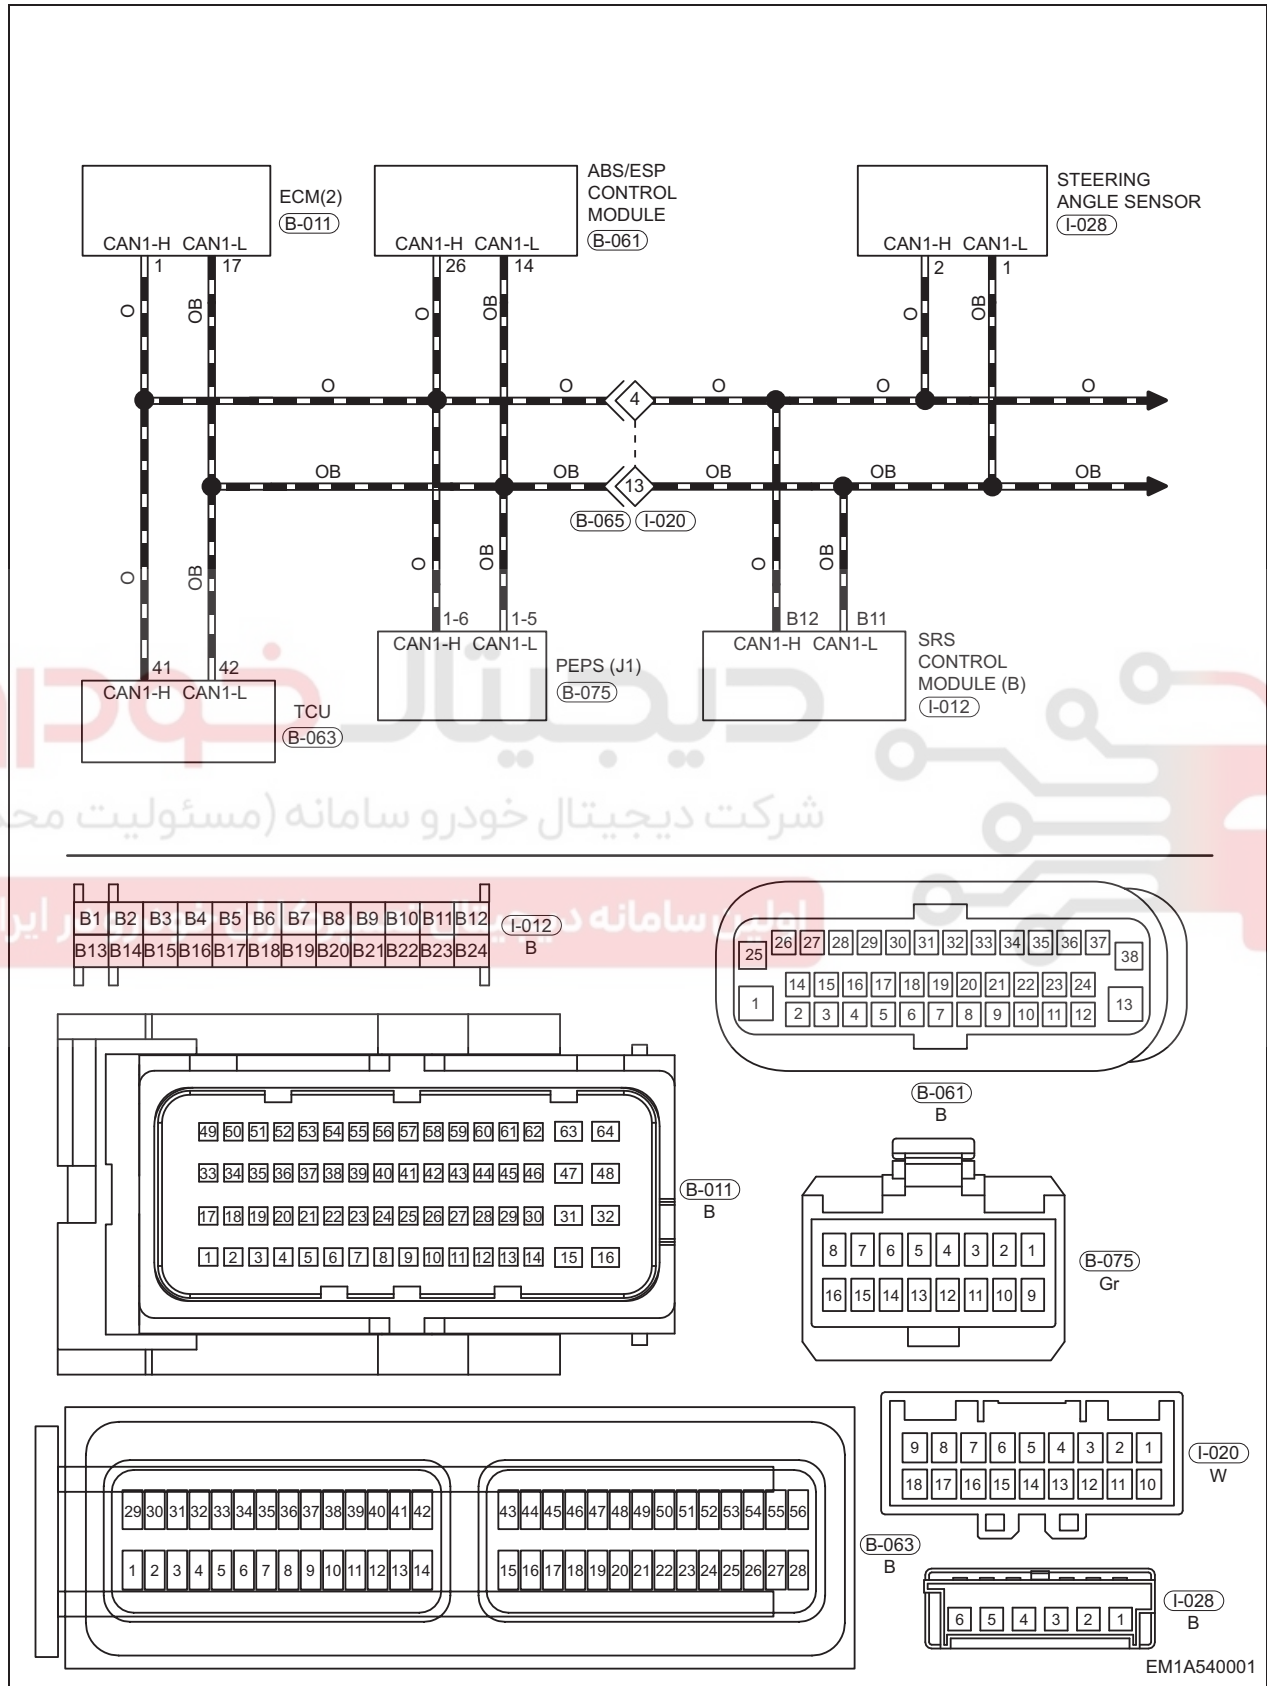 ECM(2)
B-011
CAN1-H CAN1-L
1 17
ABS/ESP
CONTROL
MODULE
B-061
CAN1-H CAN1-L
26 14
STEERING
ANGLE SENSOR
I-028
CAN1-H CAN1-L
2 1
O OB O OB O OB
O O O O O
4
OB OB OB OB OB
13
B-065 I-020
O OB O OB O OB
1-6 1-5
CAN1-H CAN1-L
PEPS (J1)
B-075
B12 B11
CAN1-H CAN1-L
SRS
CONTROL
MODULE (B)
I-012
41 42
CAN1-H CAN1-L
TCU
B-063
دیجیتال خودرو
شرکت دیجیتال خودرو سامانه (مسئولیت
اولین سامانه دیجیتال تعمیرکاران خودرو در ایران
B1 B2 B3 B4 B5 B6 B7 B8 B9 B10 B11 B12
B13 B14 B15 B16 B17 B18 B19 B20 B21 B22 B23 B24
I-012
B
26 27 28 29 30 31 32 33 34 35 36 37
25 38
14 15 16 17 18 19 20 21 22 23 24
1 13
2 3 4 5 6 7 8 9 10 11 12
B-061
B
49 50 51 52 53 54 55 56 57 58 59 60 61 62 63 64
33 34 35 36 37 38 39 40 41 42 43 44 45 46 47 48
17 18 19 20 21 22 23 24 25 26 27 28 29 30 31 32
1 2 3 4 5 6 7 8 9 10 11 12 13 14 15 16
B-011
B
8 7 6 5 4 3 2 1
16 15 14 13 12 11 10 9
B-075
Gr
9 8 7 6 5 4 3 2 1
18 17 16 15 14 13 12 11 10
I-020
W
29 30 31 32 33 34 35 36 37 38 39 40 41 42 43 44 45 46 47 48 49 50 51 52 53 54 55 56
1 2 3 4 5 6 7 8 9 10 11 12 13 14 15 16 17 18 19 20 21 22 23 24 25 26 27 28
B-063
B
6 5 4 3 2 1
I-028
B
EM1A540001